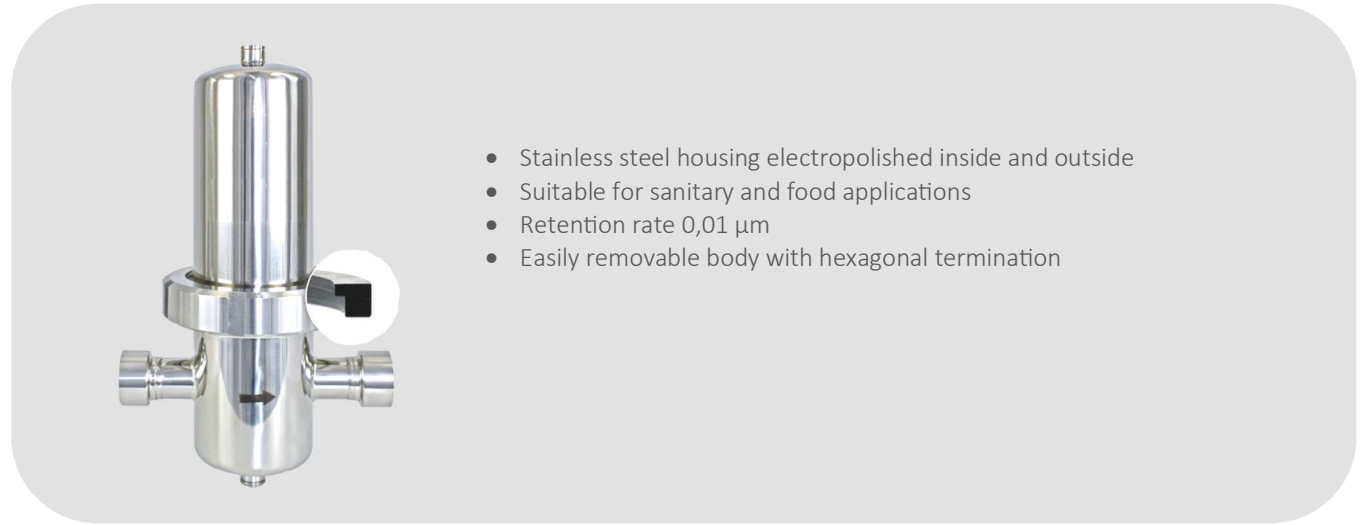 Stainless steel housing electropolished inside and outside
Suitable for sanitary and food applications
Retention rate 0,01 μm
Easily removable body with hexagonal termination